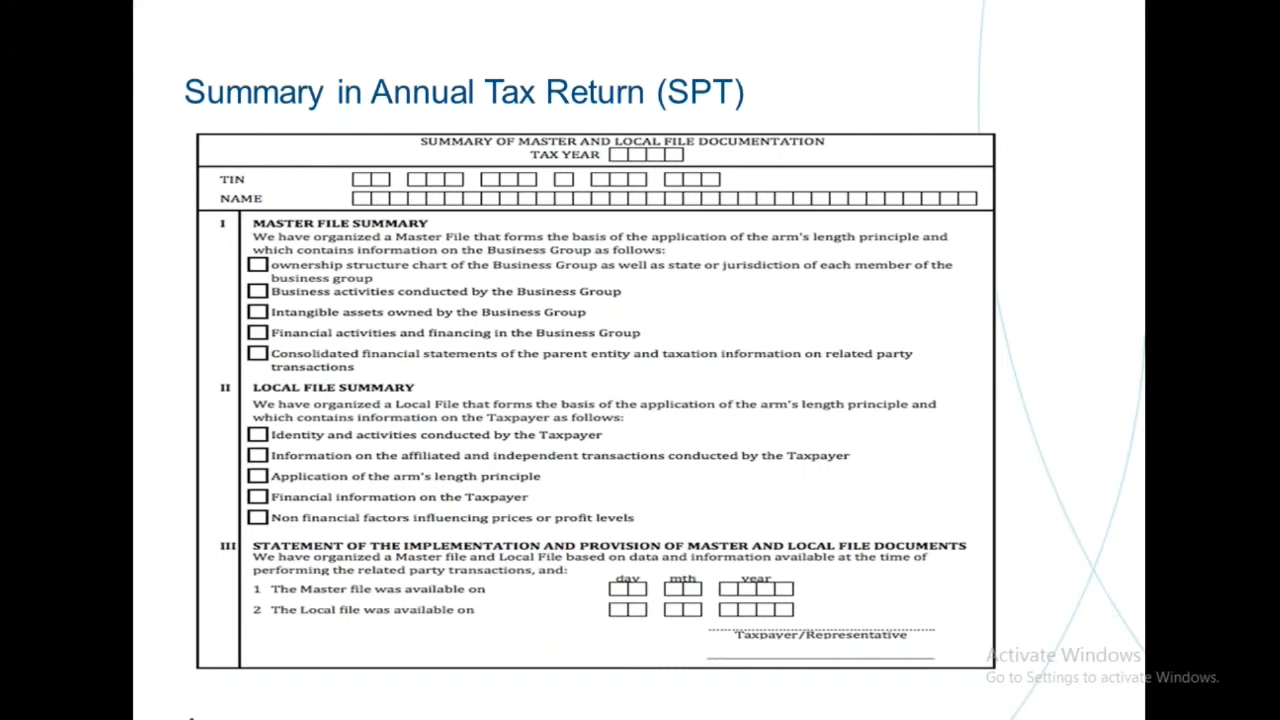 Summary in Annual Tax Return (SPT)
SUMMARY OF MASTER AND LOCAL FILE DOCUMENTATION
TAX YEAR
TIN
NAME
I MASTER FILE SUMMARY
We have organized a Master File that forms the basis of the application of the arm's length principle and
which contains information on the Business Group as follows:
ownership structure chart of the Business Group as well as state or jurisdiction of each member of the
business group
Business activities conducted by the Business Group
Intangible assets owned by the Business Group
Financial activities and financing in the Business Group
Consolidated financial statements of the parent entity and taxation information on related party
transactions
II LOCAL FILE SUMMARY
We have organized a Local File that forms the basis of the application of the arm's length principle and
which contains information on the Taxpayer as follows:
Identity and activities conducted by the Taxpayer
Information on the affiliated and independent transactions conducted by the Taxpayer
Application of the arm's length principle
Financial information on the Taxpayer
Non financial factors influencing prices or profit levels
III STATEMENT OF THE IMPLEMENTATION AND PROVISION OF MASTER AND LOCAL FILE DOCUMENTS
We have organized a Master file and Local File based on data and information available at the time of
performing the related party transactions, and:
day mth year
1 The Master file was available on
2 The Local file was available on
Taxpayer/Representative
Activate Windows
Go to Settings to activate Windows.